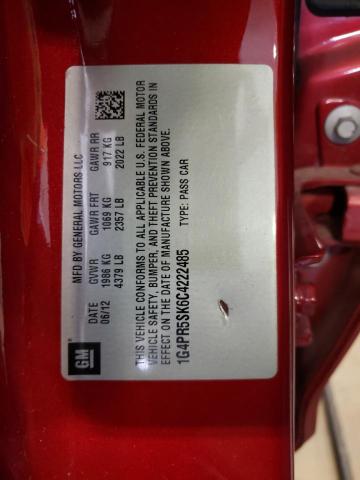 GM
MFD BY GENERAL MOTORS LLC
DATE GVWR GAWR FRT GAWR RR
06/12 1986 KG 1069 KG 917 KG
4379 LB 2357 LB 2022 LB
THIS VEHICLE CONFORMS TO ALL APPLICABLE U.S. FEDERAL MOTOR
VEHICLE SAFETY, BUMPER, AND THEFT PREVENTION STANDARDS IN
EFFECT ON THE DATE OF MANUFACTURE SHOWN ABOVE.
1G4PR5SK6C4222485 TYPE: PASS CAR